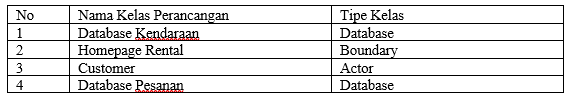 No Nama Kelas Perancangan Tipe Kelas
1 Database Kendaraan Database
2 Homepage Rental Boundary
3 Customer Actor
4 Database Pesanan Database